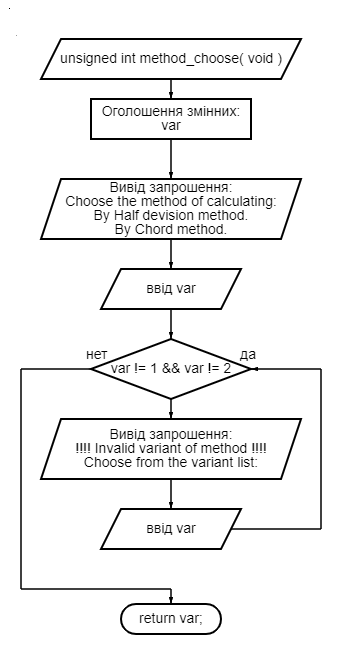 unsigned int method_choose( void )
Оголошення змінних:
var
Вивід запрошення:
Choose the method of calculating:
By Half devision method.
By Chord method.
ввід var
нет
да
var != 1 && var != 2
Вивід запрошення:
!!!! Invalid variant of method !!!!
Choose from the variant list:
ввід var
return var;